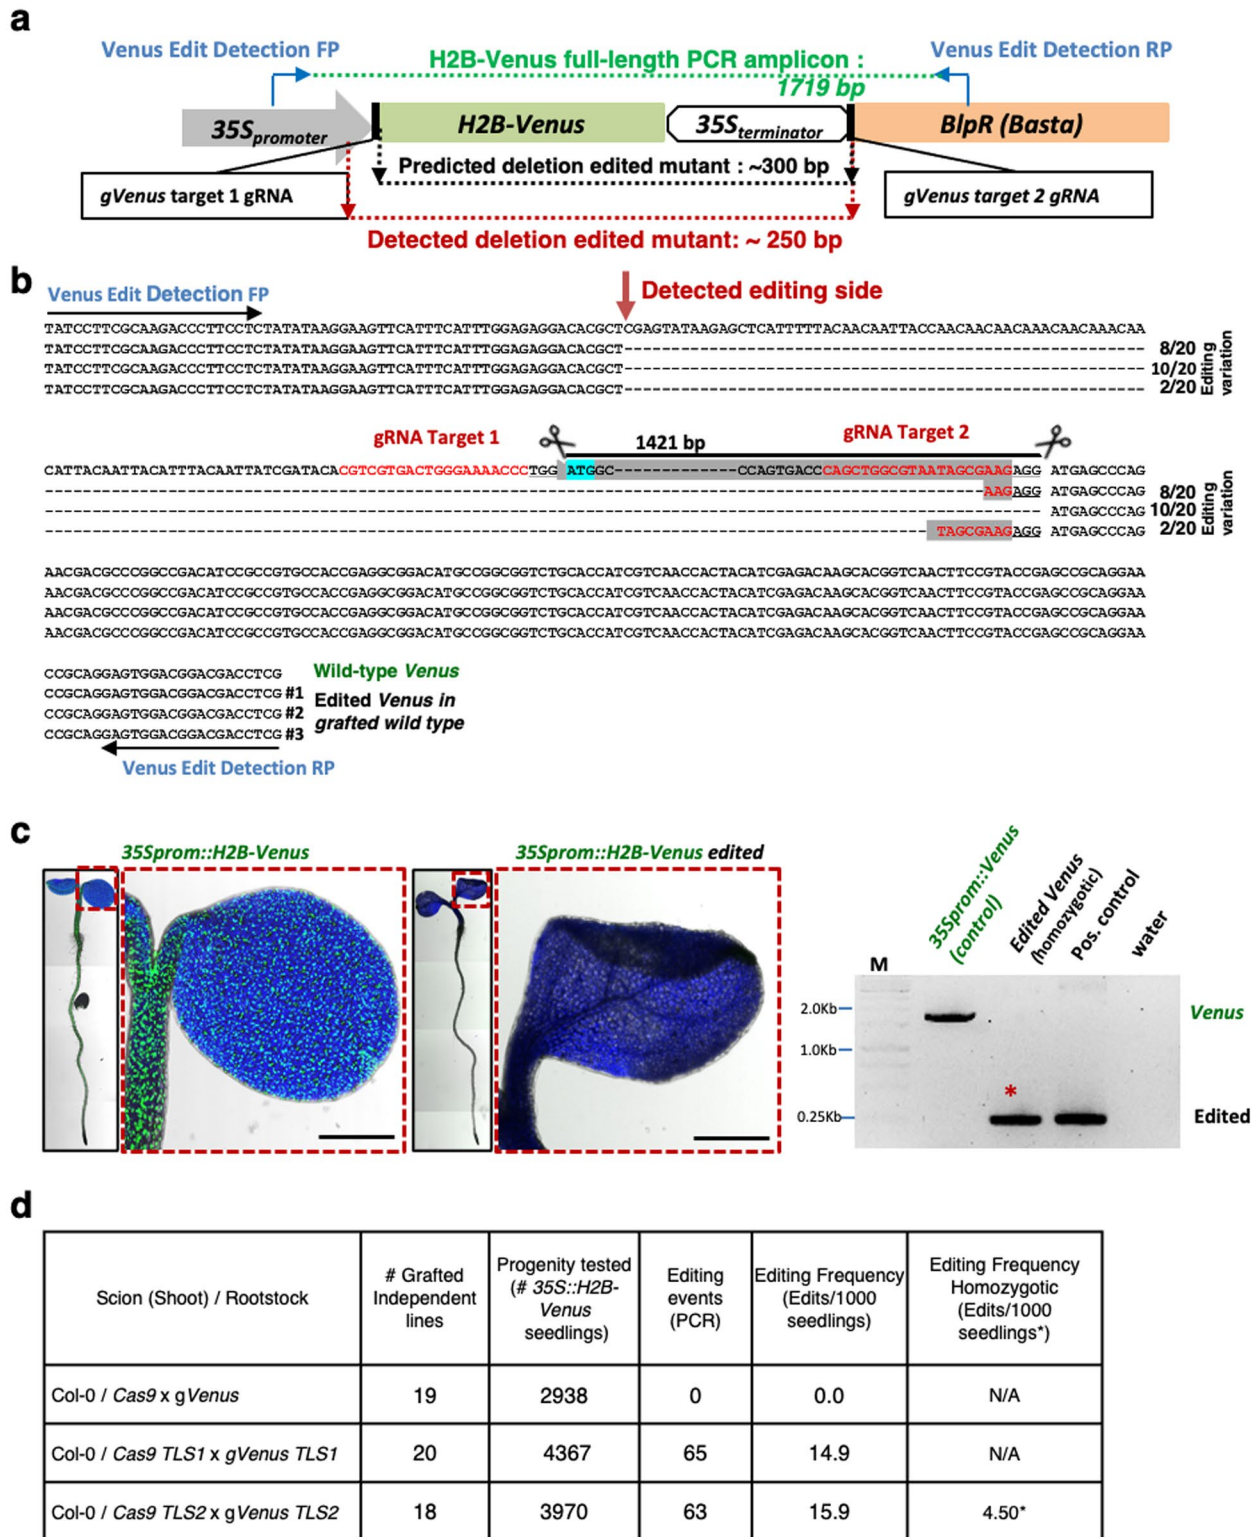 a
Venus Edit Detection FP
Venus Edit Detection RP
H2B-Venus full-length PCR amplicon :
1719 bp
35Spromoter
H2B-Venus
35Sterminator
BlpR (Basta)
Predicted deletion edited mutant : ~300 bp
gVenus target 1 gRNA
gVenus target 2 gRNA
Detected deletion edited mutant: ~ 250 bp
b
Venus Edit Detection FP
Detected editing side
TATCCTTCGCAAGACCCTTCCTCTATATAAGGAAGTTCATTTCATTTGGAGAGGACACGCTCGAGTATAAGAGCTCATTTTTACAACAATTACCAACAACAACAAACAACAAACAA
TATCCTTCGCAAGACCCTTCCTCTATATAAGGAAGTTCATTTCATTTGGAGAGGACACGCT-------------------------------------------------------- 8/20
TATCCTTCGCAAGACCCTTCCTCTATATAAGGAAGTTCATTTCATTTGGAGAGGACACGCT-------------------------------------------------------- 10/20
TATCCTTCGCAAGACCCTTCCTCTATATAAGGAAGTTCATTTCATTTGGAGAGGACACGCT-------------------------------------------------------- 2/20
Editing variation
gRNA Target 1
1421 bp
gRNA Target 2
CATTACAATTACATTTACAATTATCGATACACGTCGTGACTGGGAAAACCCTGG ATGGC-------------CCAGTGACCCAGCTGGCGTAATAGCGAAGAGG ATGAGCCCAG
AAGAGG ATGAGCCCAG 8/20
ATGAGCCCAG 10/20
TAGCGAAGAGG ATGAGCCCAG 2/20
Editing variation
AACGACGCCCGGCCGACATCCGCCGTGCCACCGAGGCGGACATGCCGGCGGTCTGCACCATCGTCAACCACTACATCGAGACAAGCACGGTCAACTTCCGTACCGAGCCGCAGGAA
AACGACGCCCGGCCGACATCCGCCGTGCCACCGAGGCGGACATGCCGGCGGTCTGCACCATCGTCAACCACTACATCGAGACAAGCACGGTCAACTTCCGTACCGAGCCGCAGGAA
AACGACGCCCGGCCGACATCCGCCGTGCCACCGAGGCGGACATGCCGGCGGTCTGCACCATCGTCAACCACTACATCGAGACAAGCACGGTCAACTTCCGTACCGAGCCGCAGGAA
AACGACGCCCGGCCGACATCCGCCGTGCCACCGAGGCGGACATGCCGGCGGTCTGCACCATCGTCAACCACTACATCGAGACAAGCACGGTCAACTTCCGTACCGAGCCGCAGGAA
CCGCAGGAGTGGACGGACGACCTCG Wild-type Venus
CCGCAGGAGTGGACGGACGACCTCG #1 Edited Venus in
CCGCAGGAGTGGACGGACGACCTCG #2 grafted wild type
CCGCAGGAGTGGACGGACGACCTCG #3
Venus Edit Detection RP
c
35Sprom::H2B-Venus
35Sprom::H2B-Venus edited
M
35Sprom::Venus
(control)
Edited Venus
(homozygotic)
Pos. control
water
2.0Kb
1.0Kb
0.25Kb
*
Venus
Edited
d
Scion (Shoot) / Rootstock
# Grafted
Independent
lines
Progenity tested
(# 35S::H2B-
Venus
seedlings)
Editing
events
(PCR)
Editing Frequency
(Edits/1000
seedlings)
Editing Frequency
Homozygotic
(Edits/1000
seedlings*)
Col-0 / Cas9 x gVenus 19 2938 0 0.0 N/A
Col-0 / Cas9 TLS1 x gVenus TLS1 20 4367 65 14.9 N/A
Col-0 / Cas9 TLS2 x gVenus TLS2 18 3970 63 15.9 4.50*